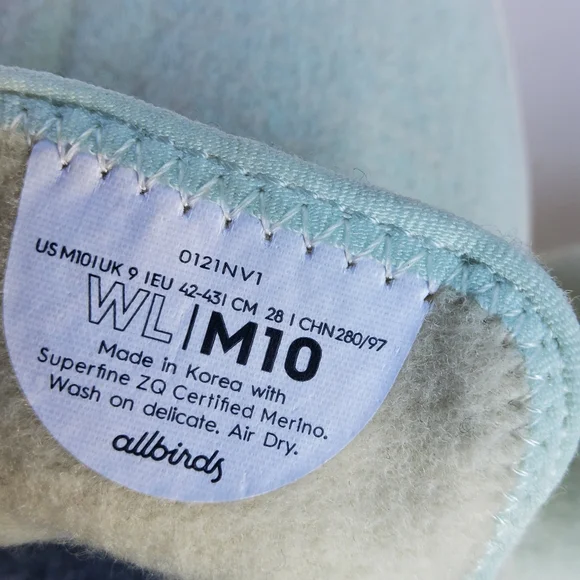 0121NV1
US M10 | UK 9 | EU 42-43 | CM 28 | CHN 280/97
WL | M10
Made in Korea with
Superfine ZQ Certified Merino.
Wash on delicate. Air Dry.
allbirds